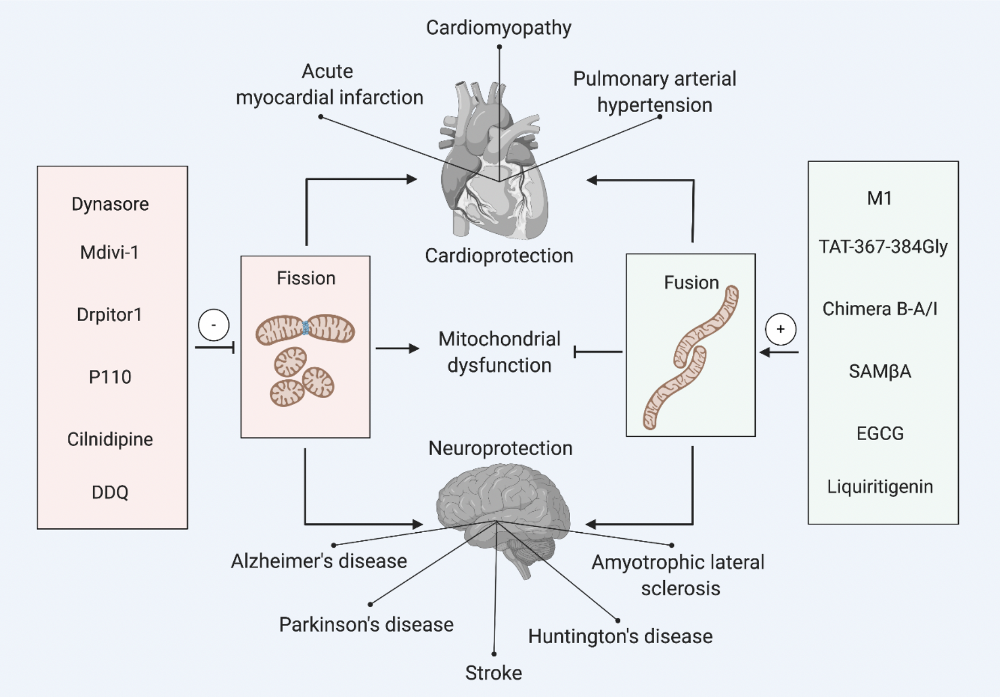 Cardiomyopathy
Acute
myocardial infarction
Pulmonary arterial
hypertension
Cardioprotection
Dynasore
Mdivi-1
Drpitor1
P110
Cilnidipine
DDQ
-
Fission
Mitochondrial
dysfunction
Fusion
+
M1
TAT-367-384Gly
Chimera B-A/I
SAMβA
EGCG
Liquiritigenin
Neuroprotection
Alzheimer's disease
Parkinson's disease
Stroke
Huntington's disease
Amyotrophic lateral
sclerosis